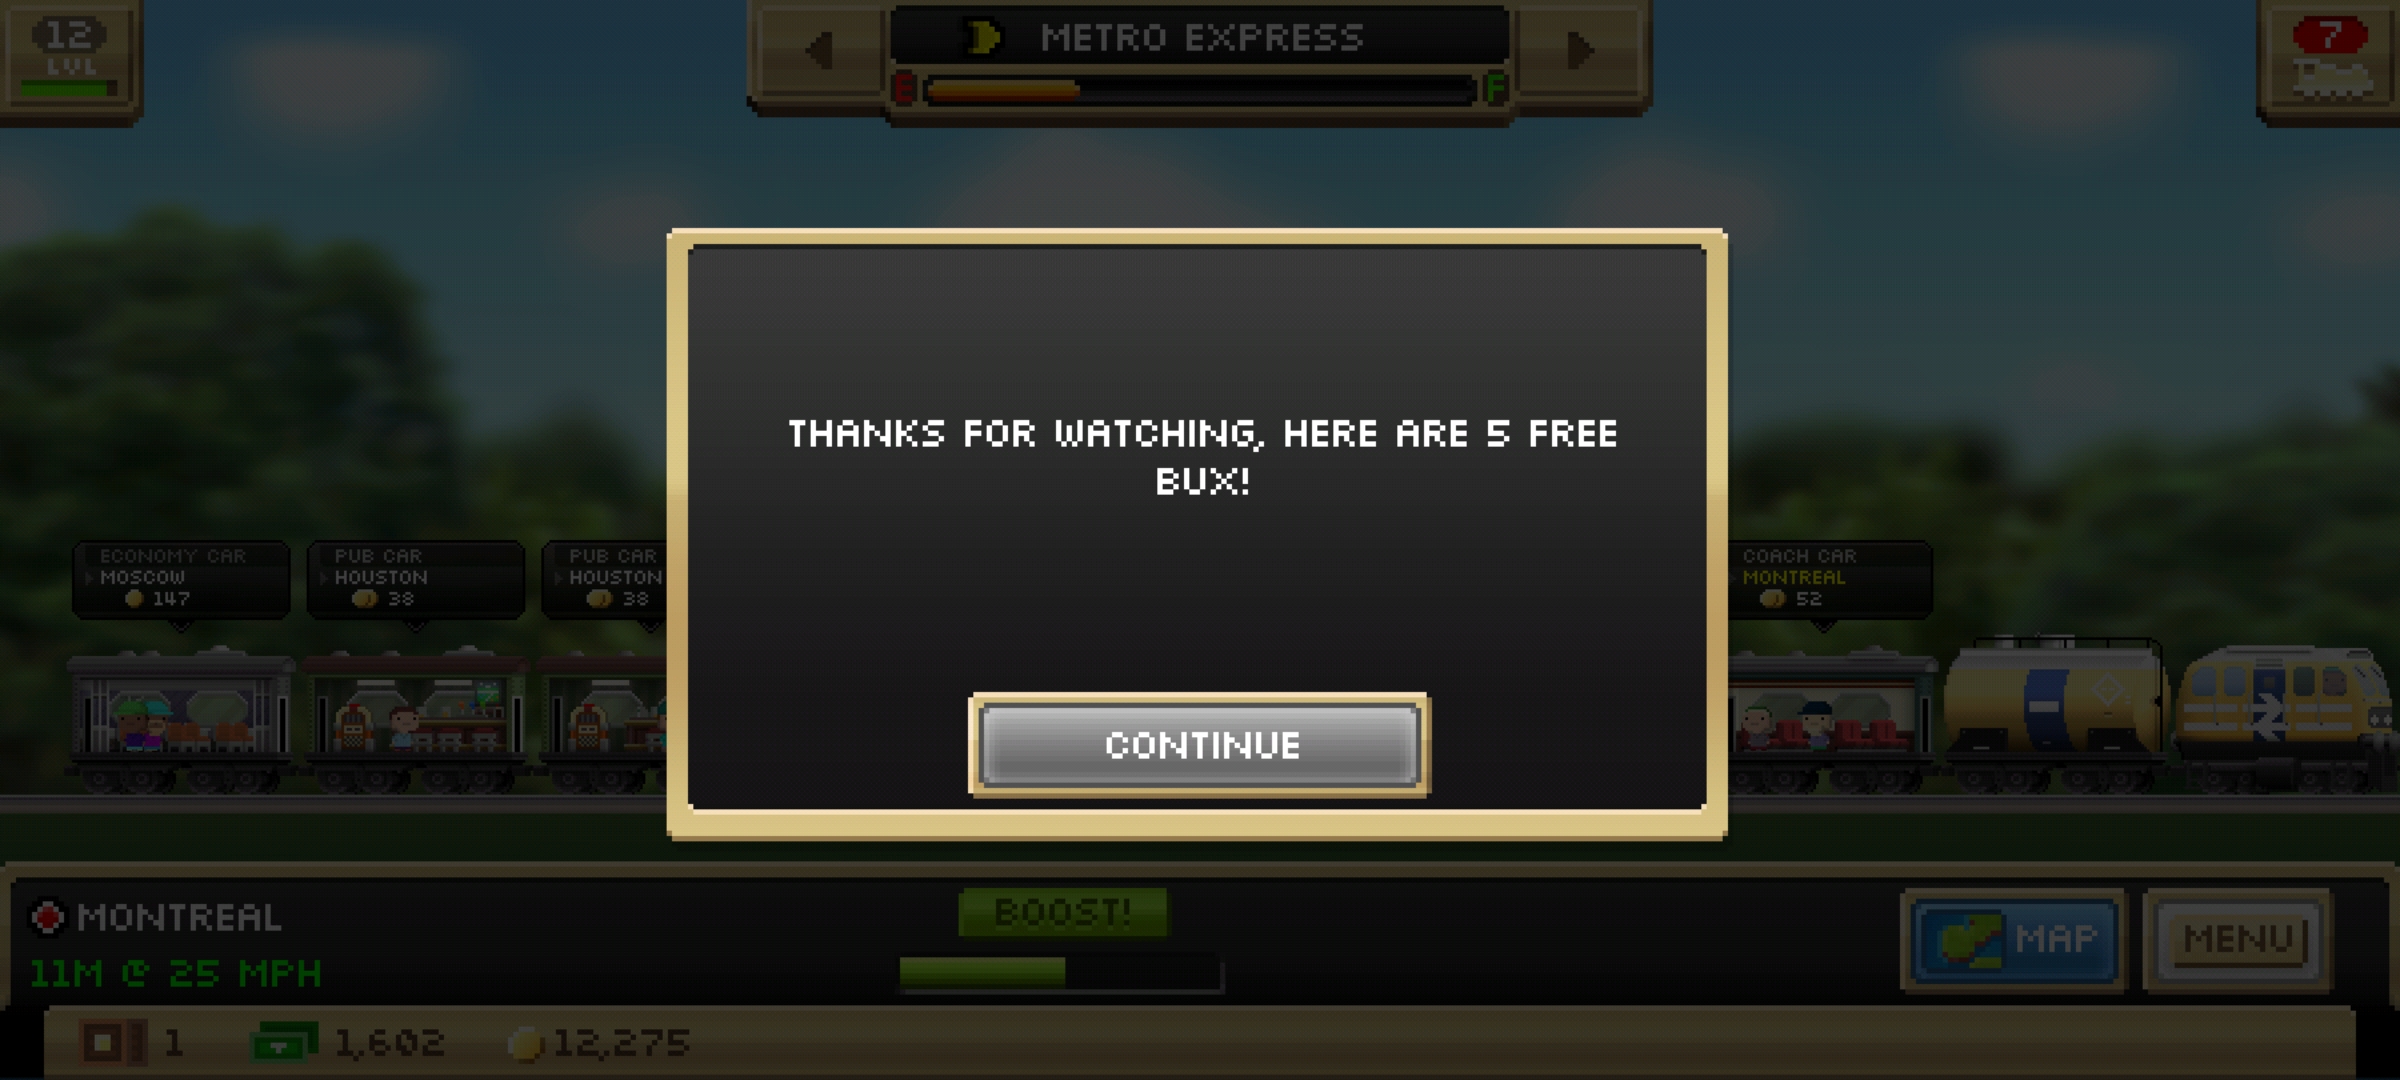 12
LVL
METRO EXPRESS
E
F
7
THANKS FOR WATCHING, HERE ARE 5 FREE
BUX!
CONTINUE
ECONOMY CAR
MOSCOW
147
PUB CAR
HOUSTON
38
PUB CAR
HOUSTON
38
COACH CAR
MONTREAL
52
MONTREAL
11M @ 25 MPH
BOOST!
MAP
MENU
1
1,602
12,275